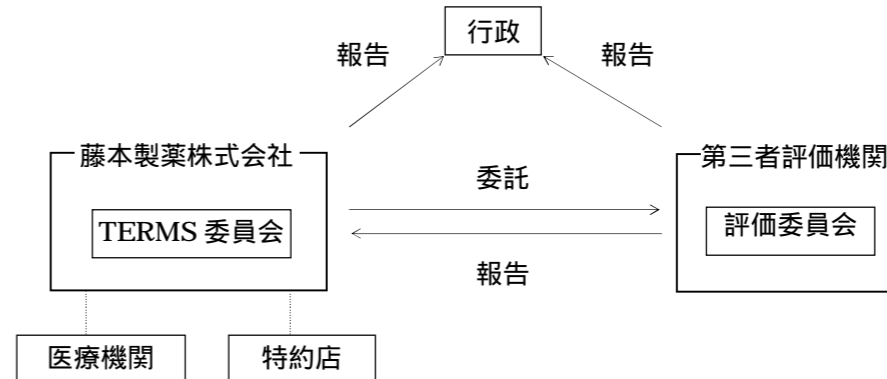 行政
報告
報告
藤本製薬株式会社
第三者評価機関
委託
TERMS 委員会
評価委員会
報告
医療機関
特約店